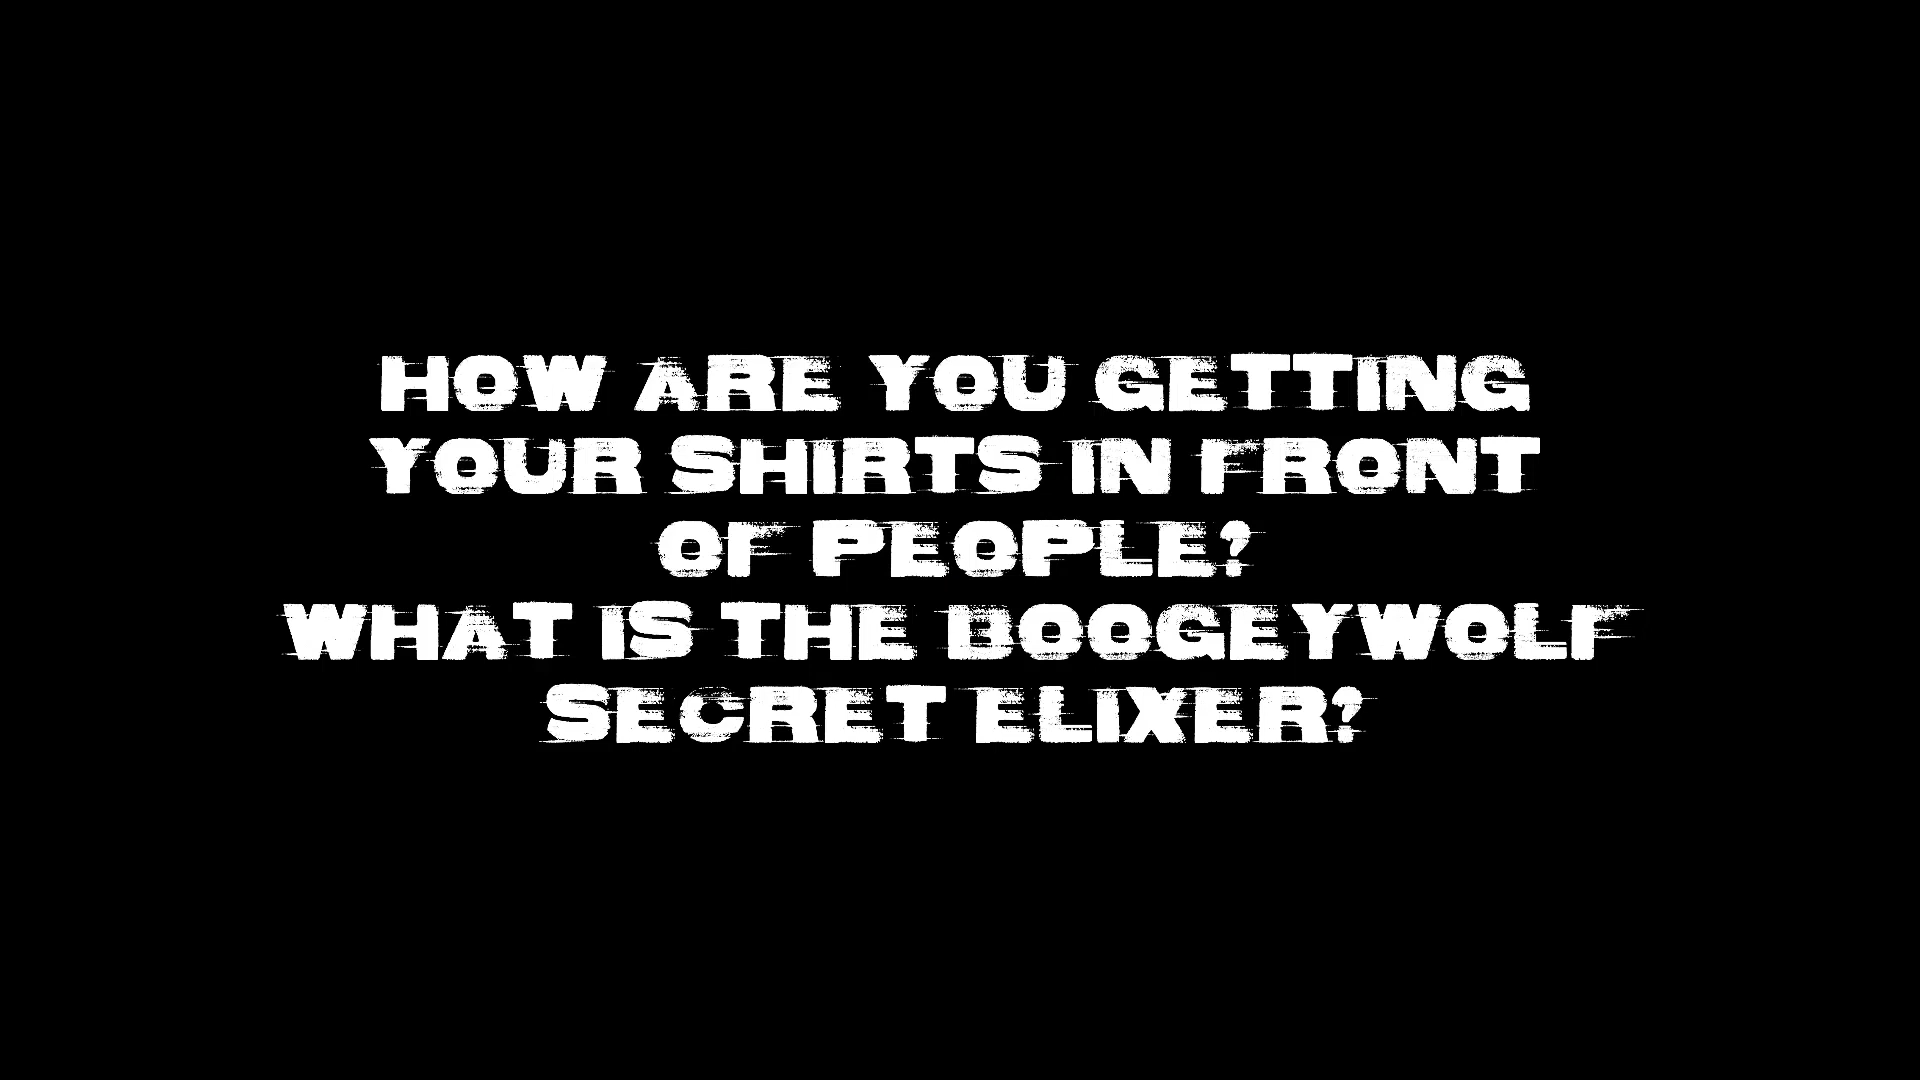 HOW ARE YOU GETTING
YOUR SHIRTS IN FRONT
OF PEOPLE?
WHAT IS THE BOOGEYWOLF
SECRET ELIXER?